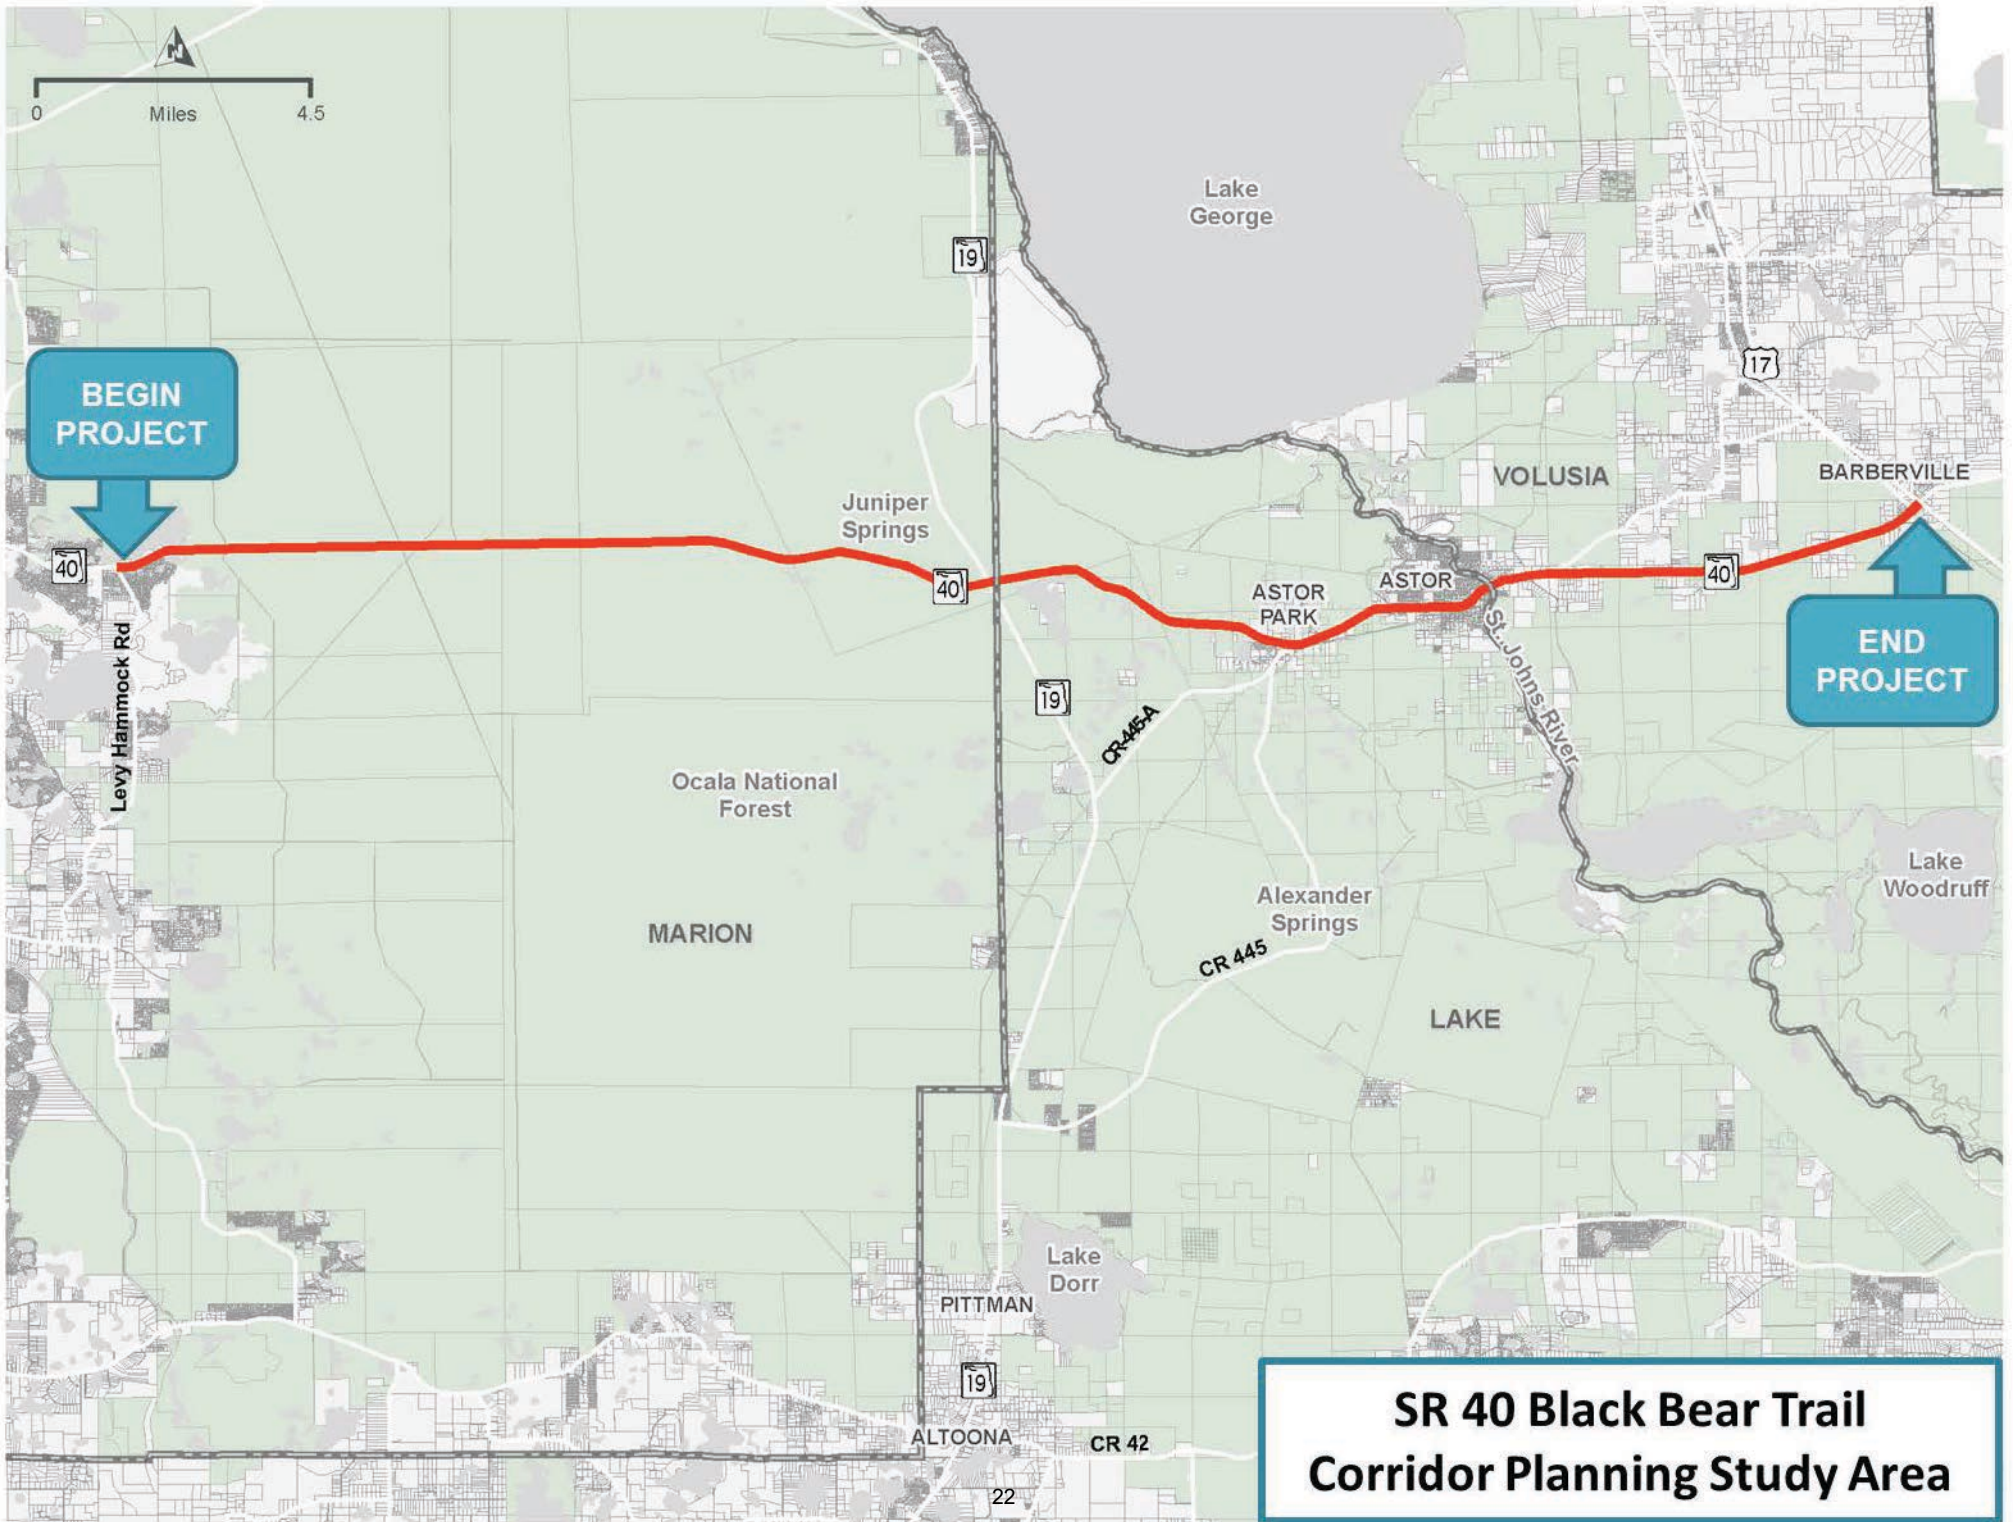 N
0 Miles 4.5
Lake
George
19
BEGIN
PROJECT
17
VOLUSIA
BARBERVILLE
Juniper
Springs
40
40
40
ASTOR
PARK
ASTOR
St. Johns River
END
PROJECT
Levy Hammock Rd
19
CR-445-A
Ocala National
Forest
Lake
Woodruff
MARION
Alexander
Springs
CR 445
LAKE
Lake
Dorr
PITTMAN
19
ALTOONA
CR 42
SR 40 Black Bear Trail
Corridor Planning Study Area
22